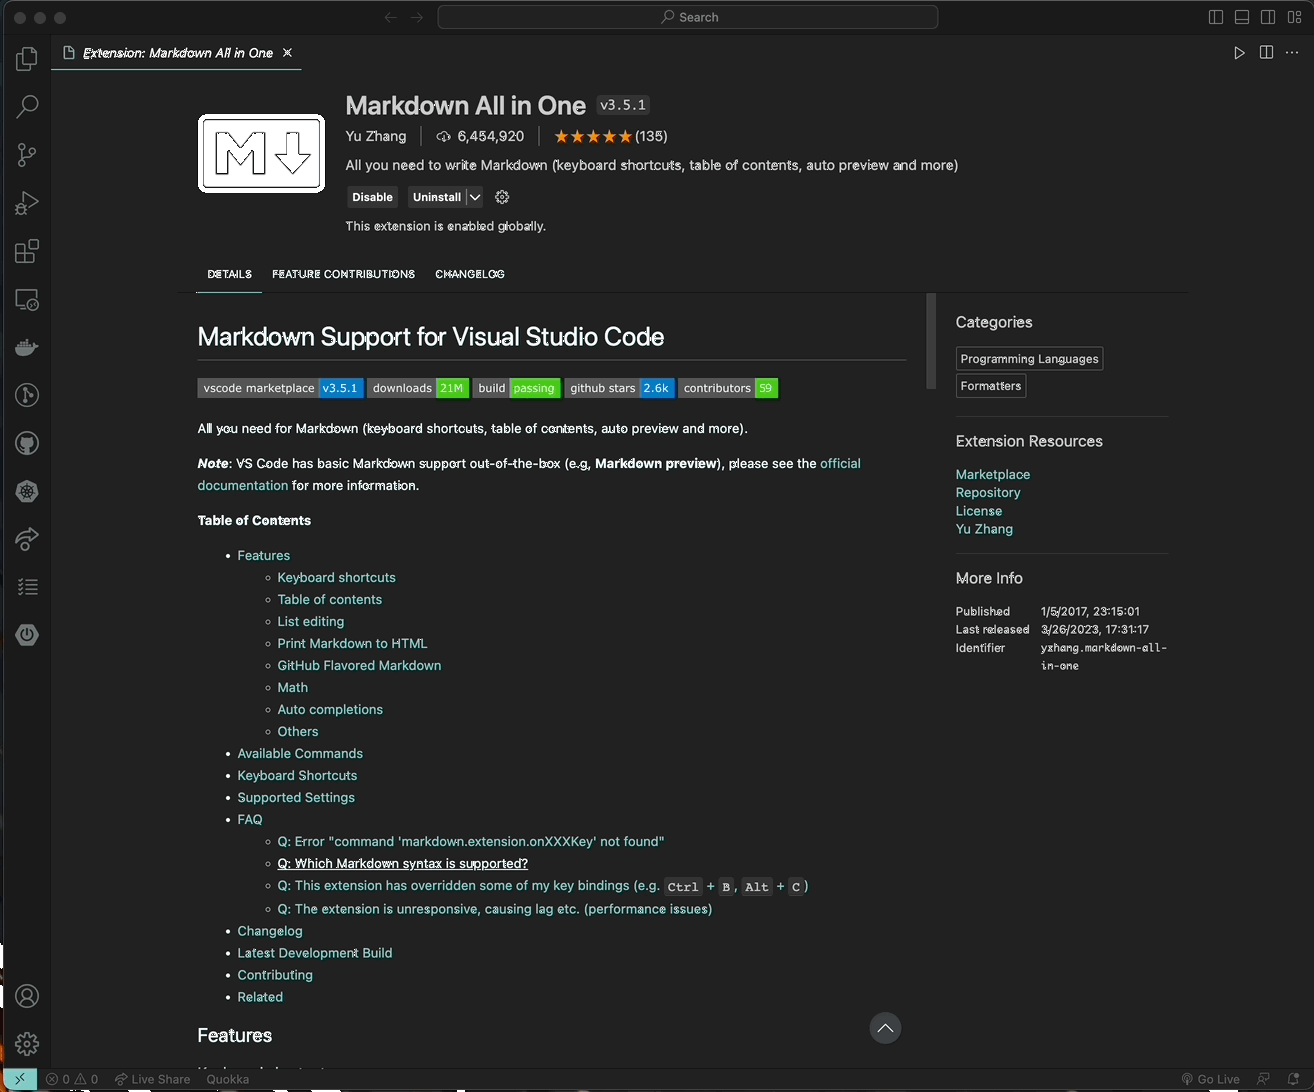 Search
Extension: Markdown All in One
Markdown All in One v3.5.1
Yu Zhang 6,454,920 (135)
All you need to write Markdown (keyboard shortcuts, table of contents, auto preview and more)
Disable Uninstall
This extension is enabled globally.
DETAILS FEATURE CONTRIBUTIONS CHANGELOG
Markdown Support for Visual Studio Code
vscode marketplace v3.5.1 downloads 21M build passing github stars 2.6k contributors 59
All you need for Markdown (keyboard shortcuts, table of contents, auto preview and more).
Note: VS Code has basic Markdown support out-of-the-box (e.g, Markdown preview), please see the official
documentation for more information.
Table of Contents
• Features
◦ Keyboard shortcuts
◦ Table of contents
◦ List editing
◦ Print Markdown to HTML
◦ GitHub Flavored Markdown
◦ Math
◦ Auto completions
◦ Others
• Available Commands
• Keyboard Shortcuts
• Supported Settings
• FAQ
◦ Q: Error "command 'markdown.extension.onXXXKey' not found"
◦ Q: Which Markdown syntax is supported?
◦ Q: This extension has overridden some of my key bindings (e.g. Ctrl + B, Alt + C)
◦ Q: The extension is unresponsive, causing lag etc. (performance issues)
• Changelog
• Latest Development Build
• Contributing
• Related
Features
Categories
Programming Languages
Formatters
Extension Resources
Marketplace
Repository
License
Yu Zhang
More Info
Published 1/5/2017, 23:15:01
Last released 3/26/2023, 17:31:17
Identifier yzhang.markdown-all-
in-one
0 0 Live Share Quokka Go Live